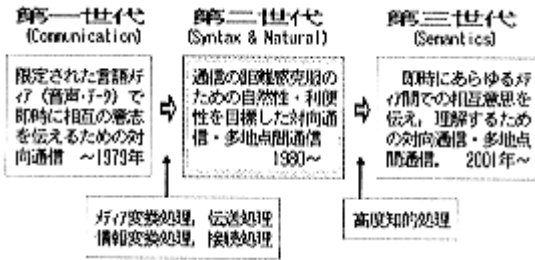 第一世代
(Communication)
限定された言語メデ
ィア（音声・データ）で
即時に相互の意志
を伝えるための対
向通信 ～1979年
第二世代
(Syntax & Natural)
通信の距離感克服の
ための自然性・利便
性を目標した対向通
信・多地点間通信
1980～
第三世代
(Semantics)
即時にあらゆるメデ
ィア間での相互意思を
伝え, 理解するため
の対向通信・多地点
間通信. 2001年～
メディア変換処理, 伝送処理
情報変換処理, 接続処理
高度知的処理